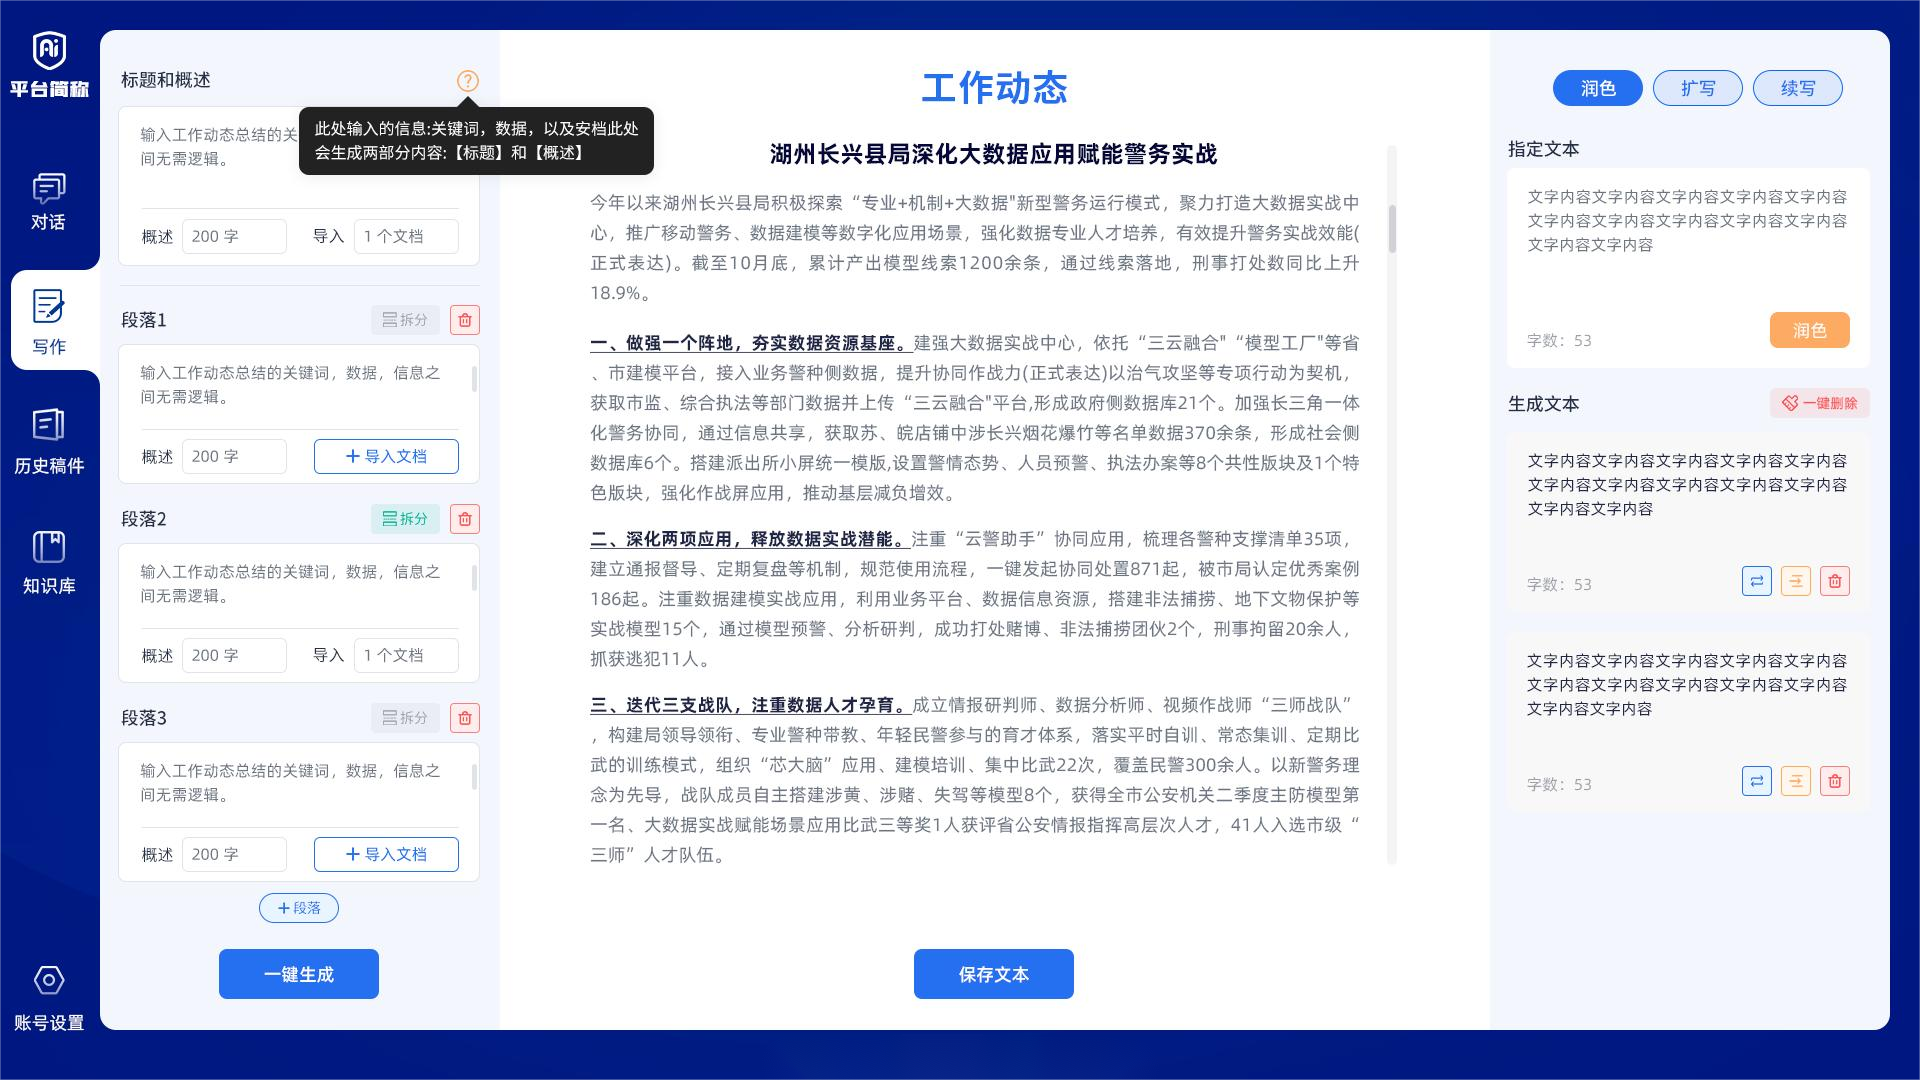 Ai
平台简称
对话
写作
历史稿件
知识库
账号设置
标题和概述
?
此处输入的信息:关键词，数据，以及安档此处
会生成两部分内容:【标题】和【概述】
输入工作动态总结的关
间无需逻辑。
概述 200 字 导入 1 个文档
段落1 拆分
输入工作动态总结的关键词，数据，信息之
间无需逻辑。
概述 200 字 + 导入文档
段落2 拆分
输入工作动态总结的关键词，数据，信息之
间无需逻辑。
概述 200 字 导入 1 个文档
段落3 拆分
输入工作动态总结的关键词，数据，信息之
间无需逻辑。
概述 200 字 + 导入文档
+ 段落
一键生成
工作动态
湖州长兴县局深化大数据应用赋能警务实战
今年以来湖州长兴县局积极探索“专业+机制+大数据"新型警务运行模式，聚力打造大数据实战中
心，推广移动警务、数据建模等数字化应用场景，强化数据专业人才培养，有效提升警务实战效能(
正式表达)。截至10月底，累计产出模型线索1200余条，通过线索落地，刑事打处数同比上升
18.9%。
一、做强一个阵地，夯实数据资源基座。建强大数据实战中心，依托“三云融合"“模型工厂"等省
、市建模平台，接入业务警种侧数据，提升协同作战力(正式表达)以治气攻坚等专项行动为契机，
获取市监、综合执法等部门数据并上传“三云融合"平台,形成政府侧数据库21个。加强长三角一体
化警务协同，通过信息共享，获取苏、皖店铺中涉长兴烟花爆竹等名单数据370余条，形成社会侧
数据库6个。搭建派出所小屏统一模版,设置警情态势、人员预警、执法办案等8个共性版块及1个特
色版块，强化作战屏应用，推动基层减负增效。
二、深化两项应用，释放数据实战潜能。注重“云警助手”协同应用，梳理各警种支撑清单35项，
建立通报督导、定期复盘等机制，规范使用流程，一键发起协同处置871起，被市局认定优秀案例
186起。注重数据建模实战应用，利用业务平台、数据信息资源，搭建非法捕捞、地下文物保护等
实战模型15个，通过模型预警、分析研判，成功打处赌博、非法捕捞团伙2个，刑事拘留20余人，
抓获逃犯11人。
三、迭代三支战队，注重数据人才孕育。成立情报研判师、数据分析师、视频作战师“三师战队”
，构建局领导领衔、专业警种带教、年轻民警参与的育才体系，落实平时自训、常态集训、定期比
武的训练模式，组织“芯大脑”应用、建模培训、集中比武22次，覆盖民警300余人。以新警务理
念为先导，战队成员自主搭建涉黄、涉赌、失驾等模型8个，获得全市公安机关二季度主防模型第
一名、大数据实战赋能场景应用比武三等奖1人获评省公安情报指挥高层次人才，41人入选市级“
三师”人才队伍。
保存文本
润色 扩写 续写
指定文本
文字内容文字内容文字内容文字内容文字内容
文字内容文字内容文字内容文字内容文字内容
文字内容文字内容
字数：53 润色
生成文本 一键删除
文字内容文字内容文字内容文字内容文字内容
文字内容文字内容文字内容文字内容文字内容
文字内容文字内容
字数：53
文字内容文字内容文字内容文字内容文字内容
文字内容文字内容文字内容文字内容文字内容
文字内容文字内容
字数：53